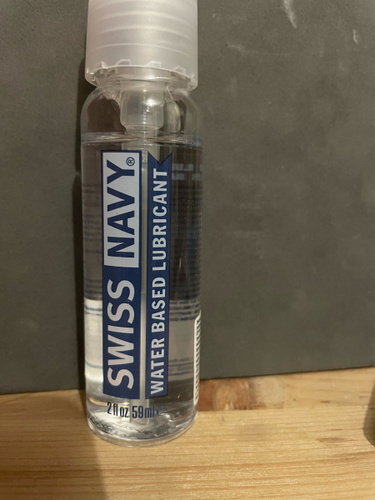 SWISS NAVY®
WATER BASED LUBRICANT
2 fl oz 59ml